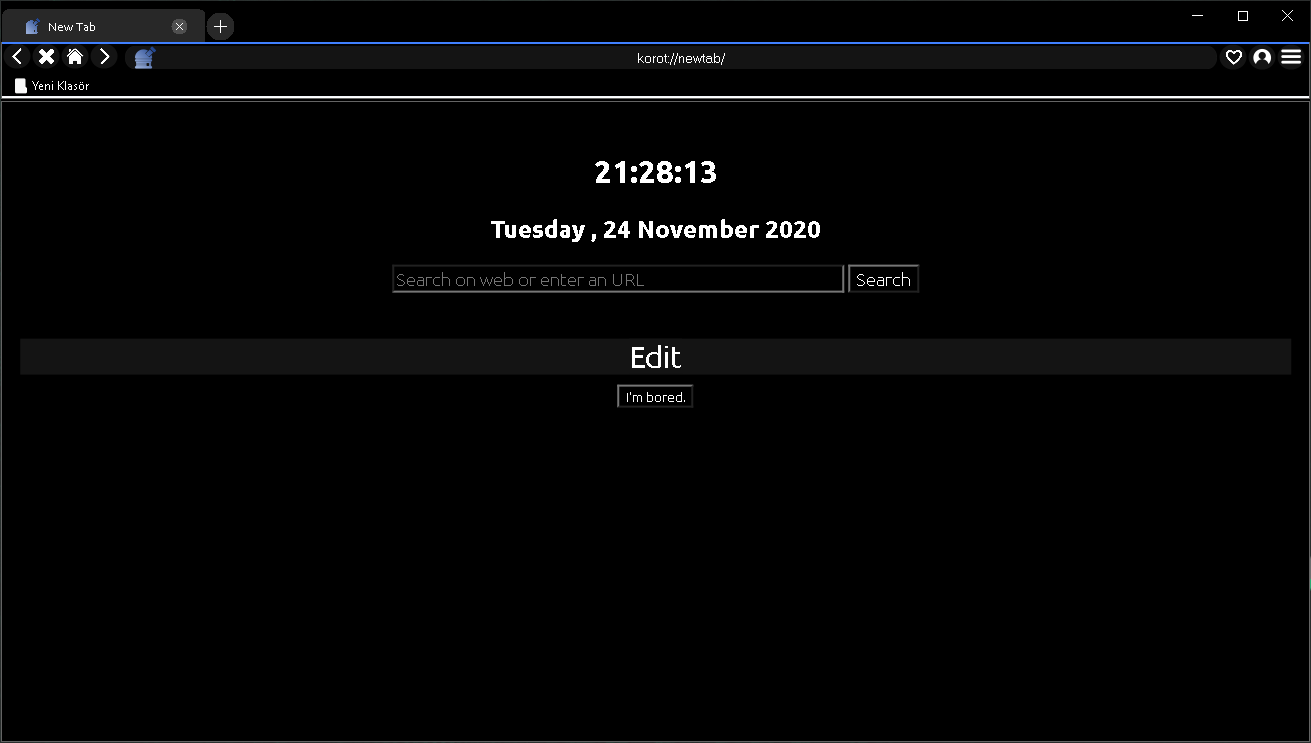 New Tab
korot://newtab/
Yeni Klasör
21:28:13
Tuesday , 24 November 2020
Search on web or enter an URL Search
Edit
I'm bored.